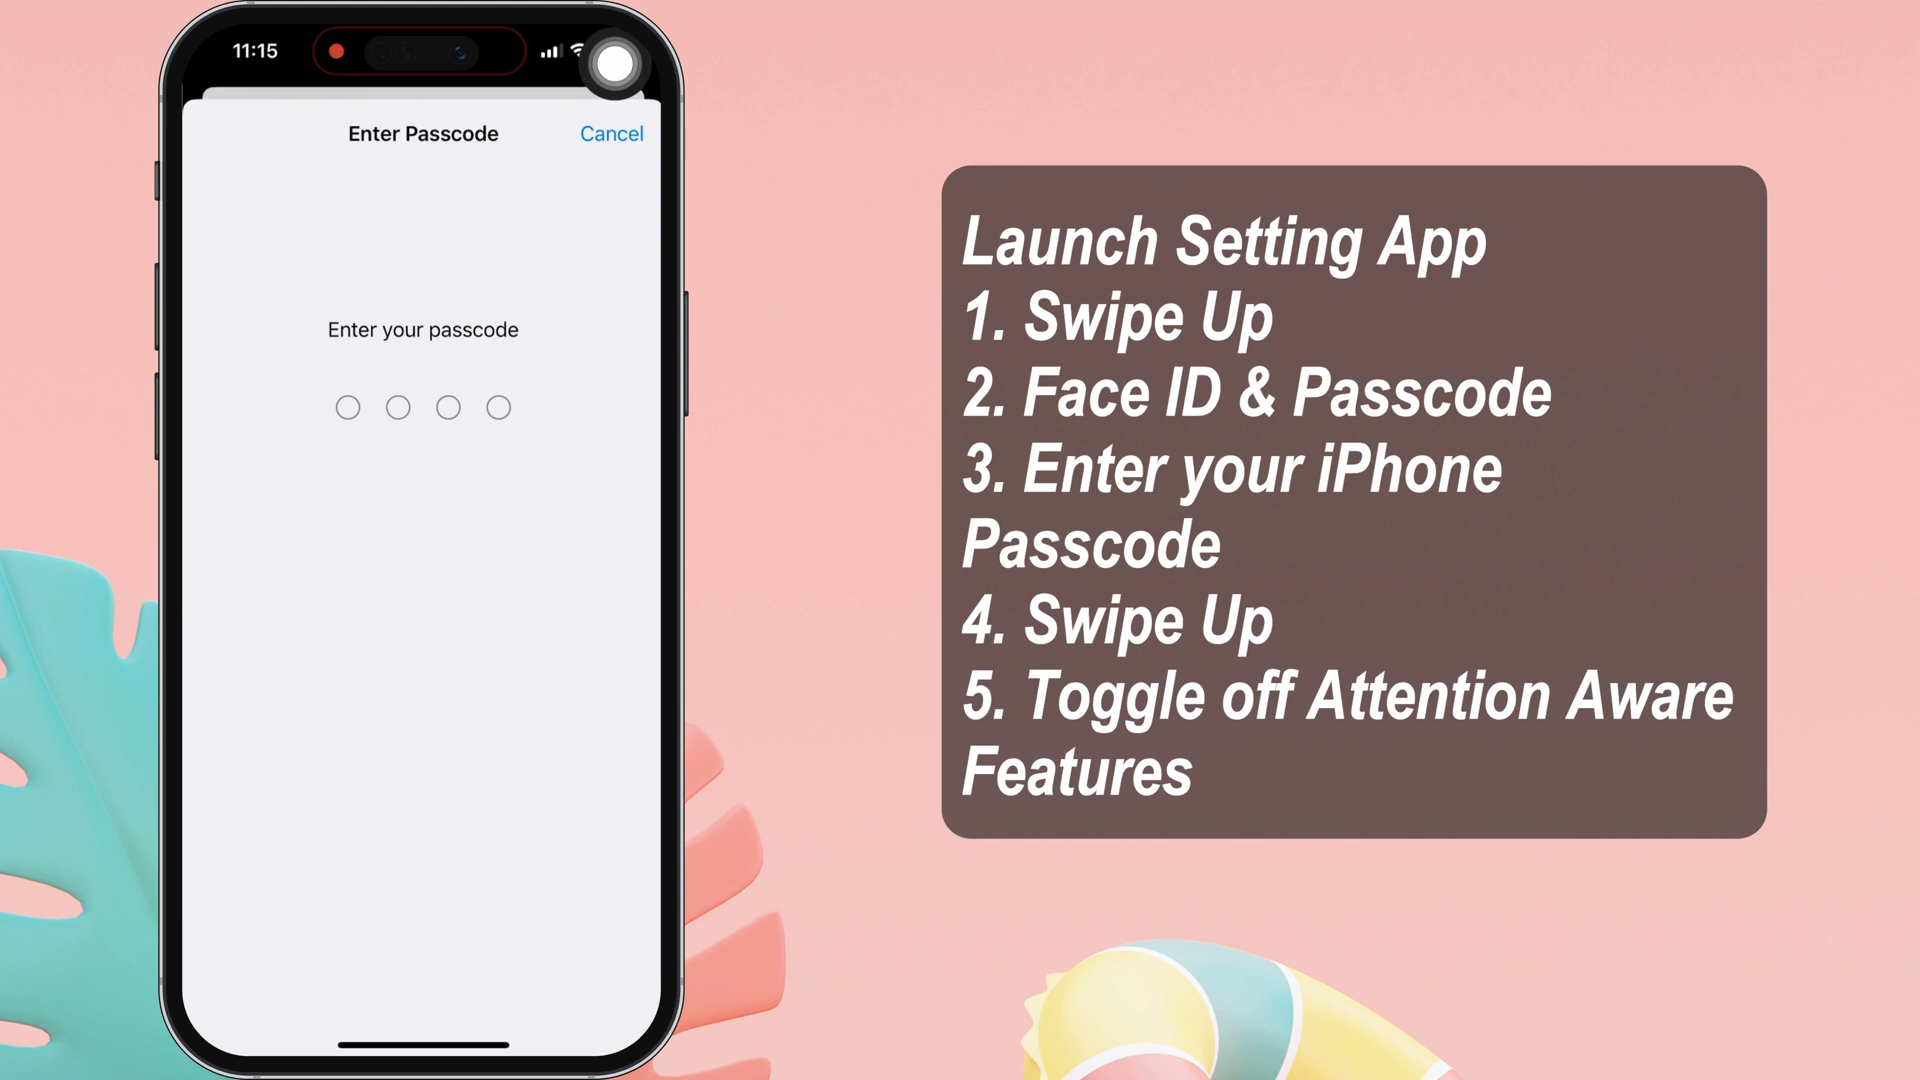 11:15
Enter Passcode
Cancel
Enter your passcode
Launch Setting App
1. Swipe Up
2. Face ID & Passcode
3. Enter your iPhone
Passcode
4. Swipe Up
5. Toggle off Attention Aware
Features